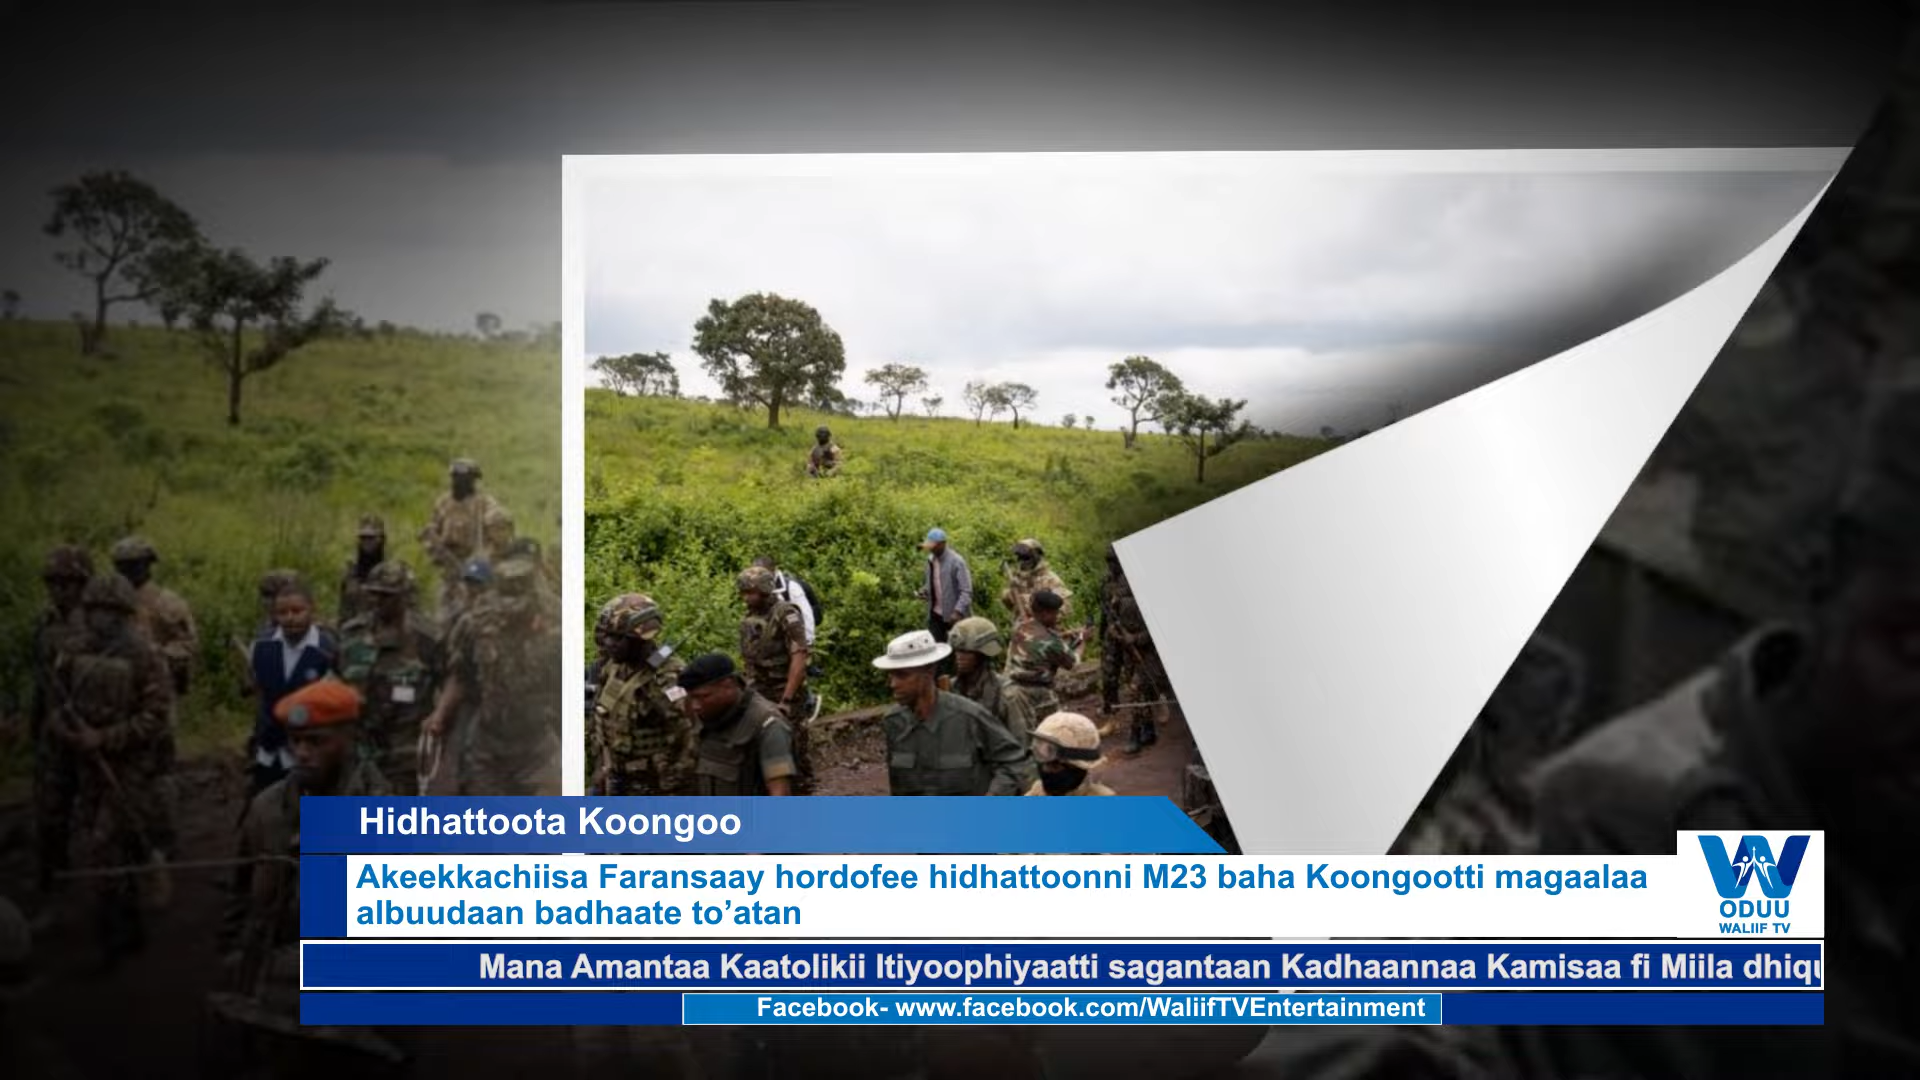 Hidhattoota Koongoo
Akeekkachiisa Faransaay hordofee hidhattoonni M23 baha Koongootti magaalaa
albuudaan badhaate to’atan
ODUU
WALIIF TV
Mana Amantaa Kaatolikii Itiyoophiyaatti sagantaan Kadhaannaa Kamisaa fi Miila
Facebook- www.facebook.com/WaliifTVEntertainment